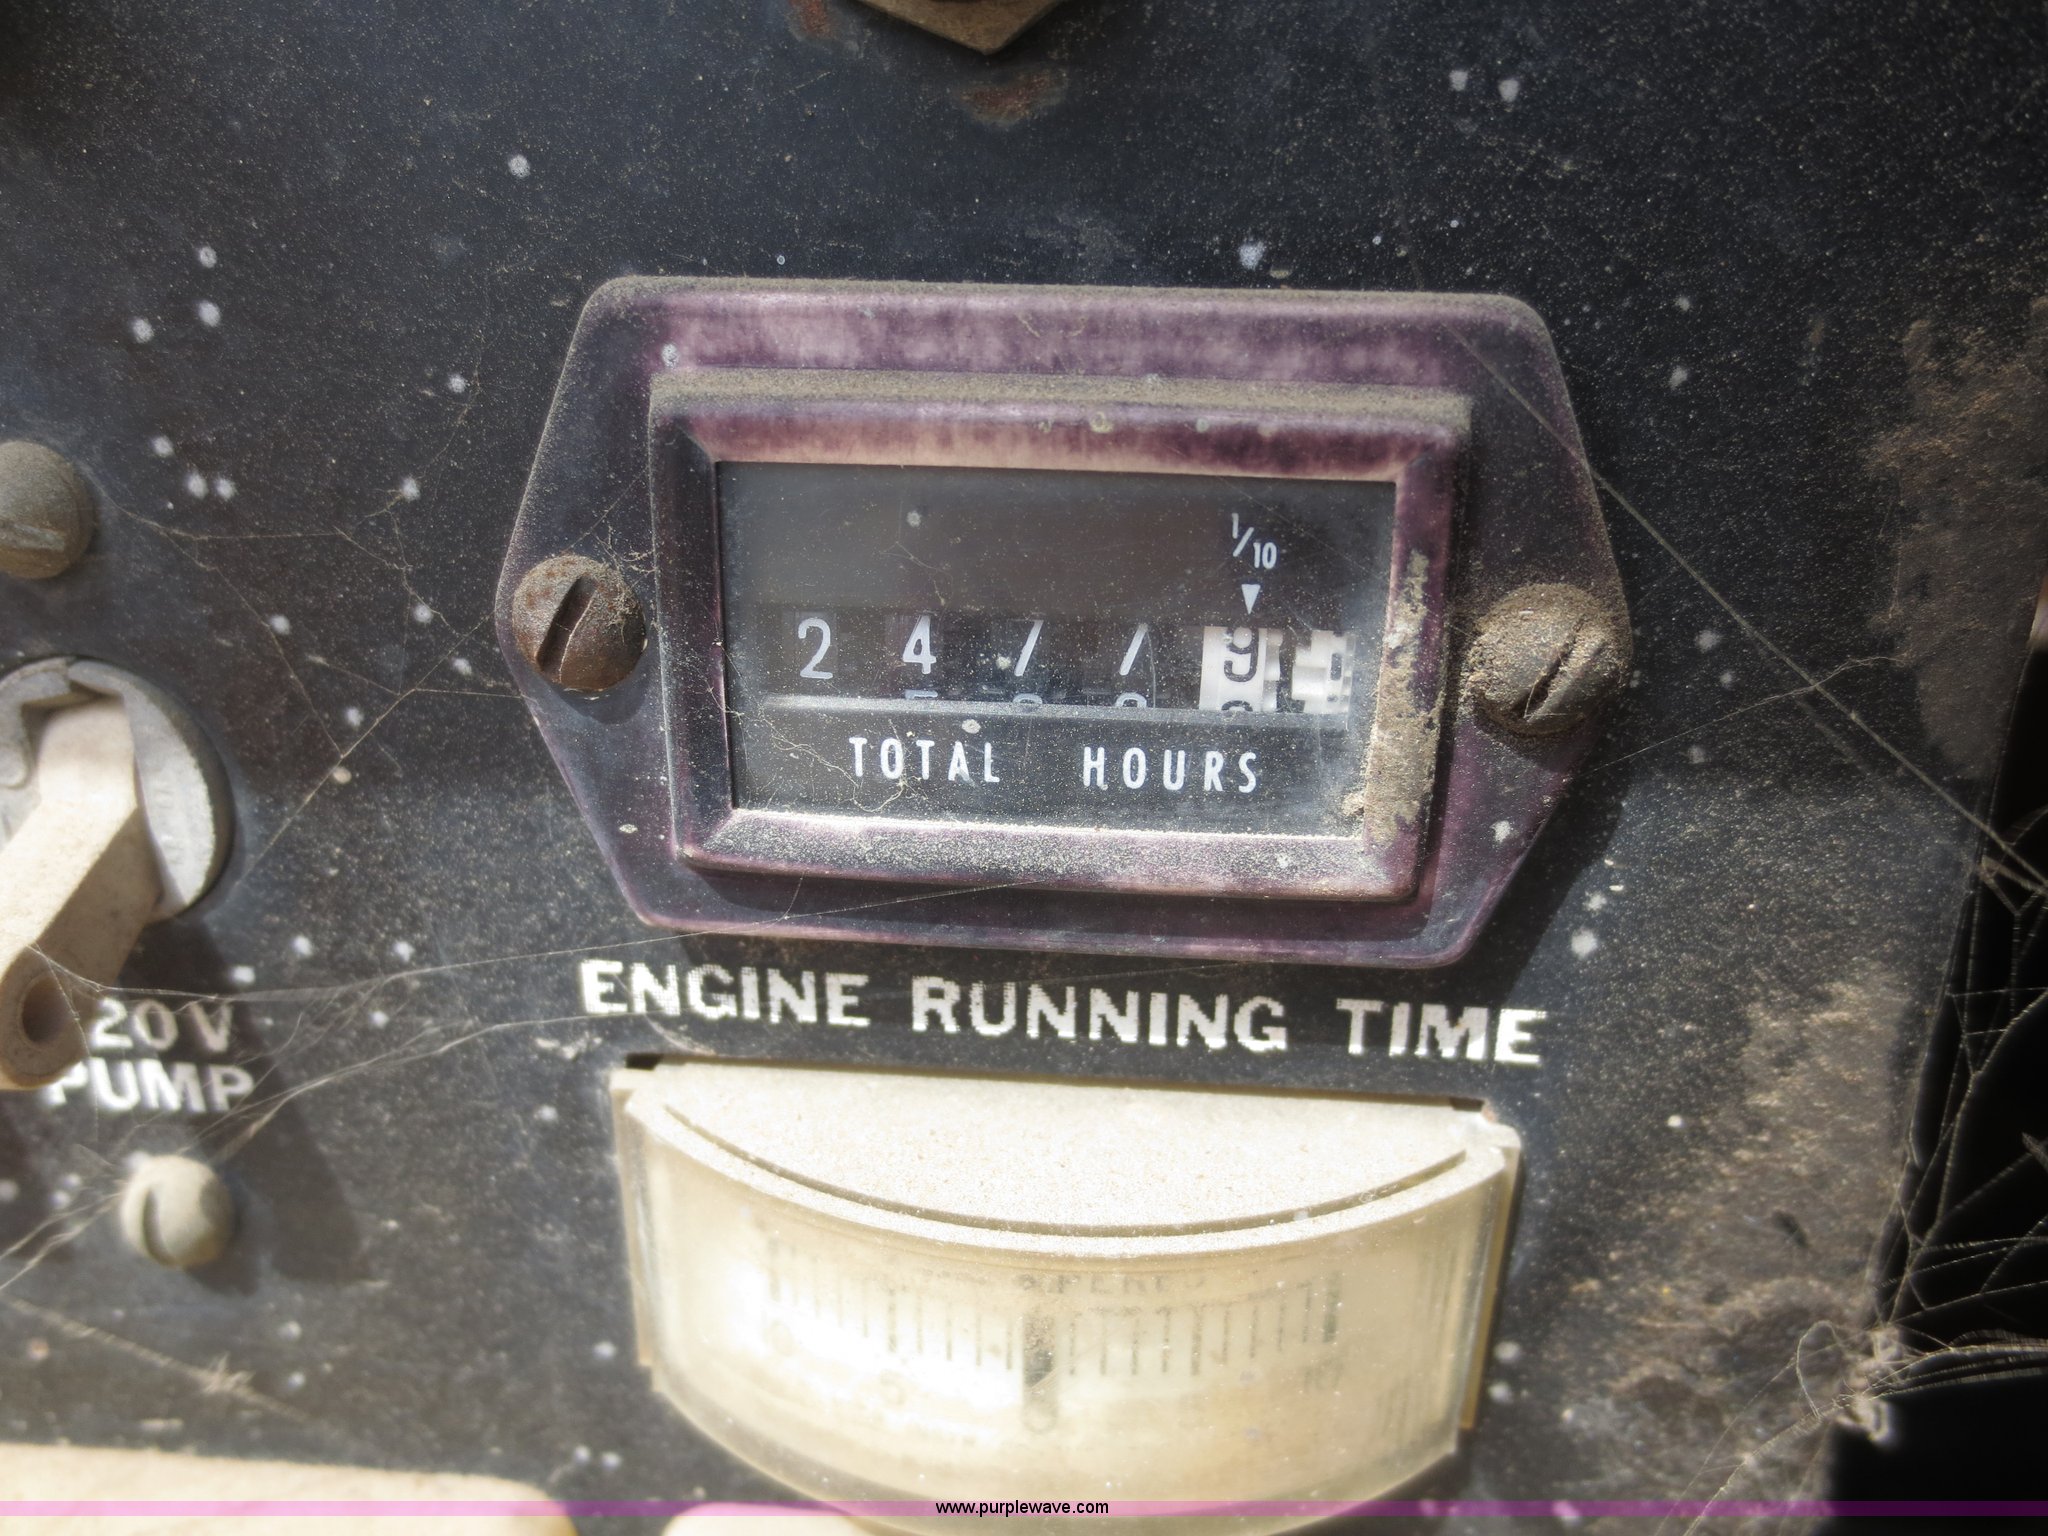 1/10
2 4 7 7 9
TOTAL HOURS
ENGINE RUNNING TIME
20 V
PUMP
www.purplewave.com